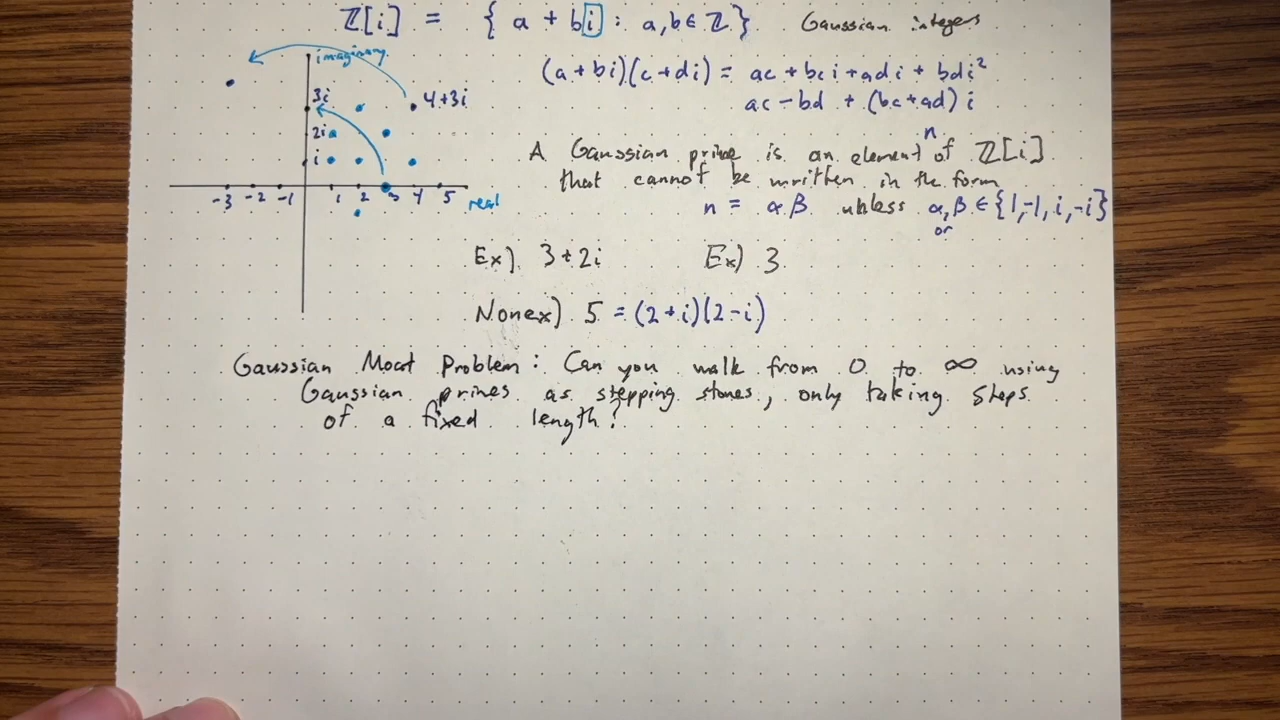 ℤ[i] = { a + bi : a, b ∈ ℤ } Gaussian integers
imaginary
3i
2i
i
4+3i
-3 -2 -1 1 2 3 4 5 real
(a+bi)(c+di) = ac + bci + adi + bdi²
ac - bd + (bc+ad) i
A Gaussian prime is an element n of ℤ[i]
that cannot be written in the form
n = αβ unless α, β ∈ {1, -1, i, -i}
or
Ex) 3+2i Ex) 3
Nonex) 5 = (2+i)(2-i)
Gaussian Moat Problem: Can you walk from 0 to ∞ using
Gaussian primes as stepping stones, only taking steps
of a fixed length?